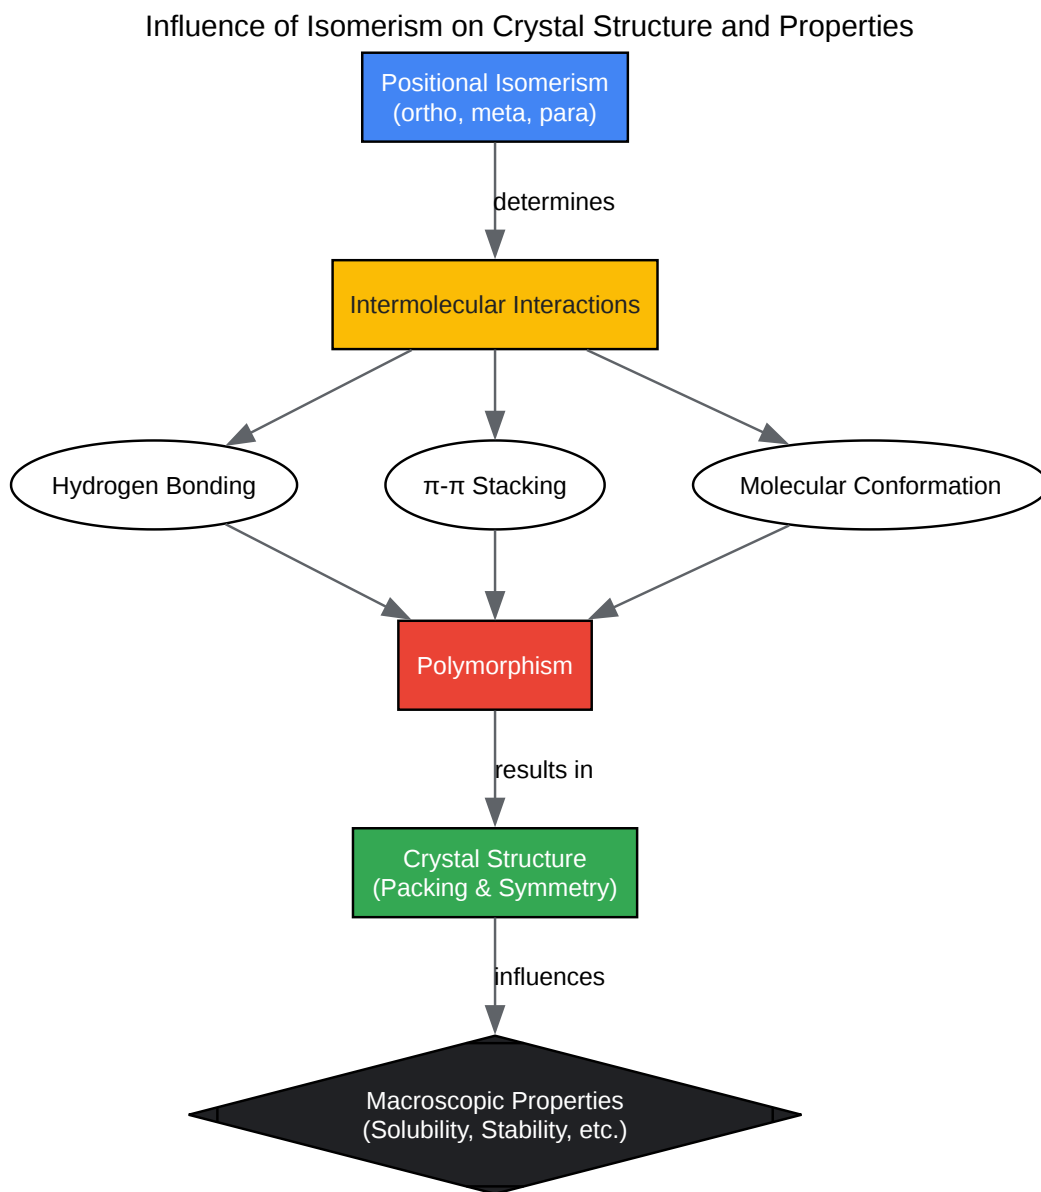 Influence of Isomerism on Crystal Structure and Properties
Positional Isomerism
(ortho, meta, para)
determines
Intermolecular Interactions
Hydrogen Bonding
π-π Stacking
Molecular Conformation
Polymorphism
results in
Crystal Structure
(Packing & Symmetry)
influences
Macroscopic Properties
(Solubility, Stability, etc.)